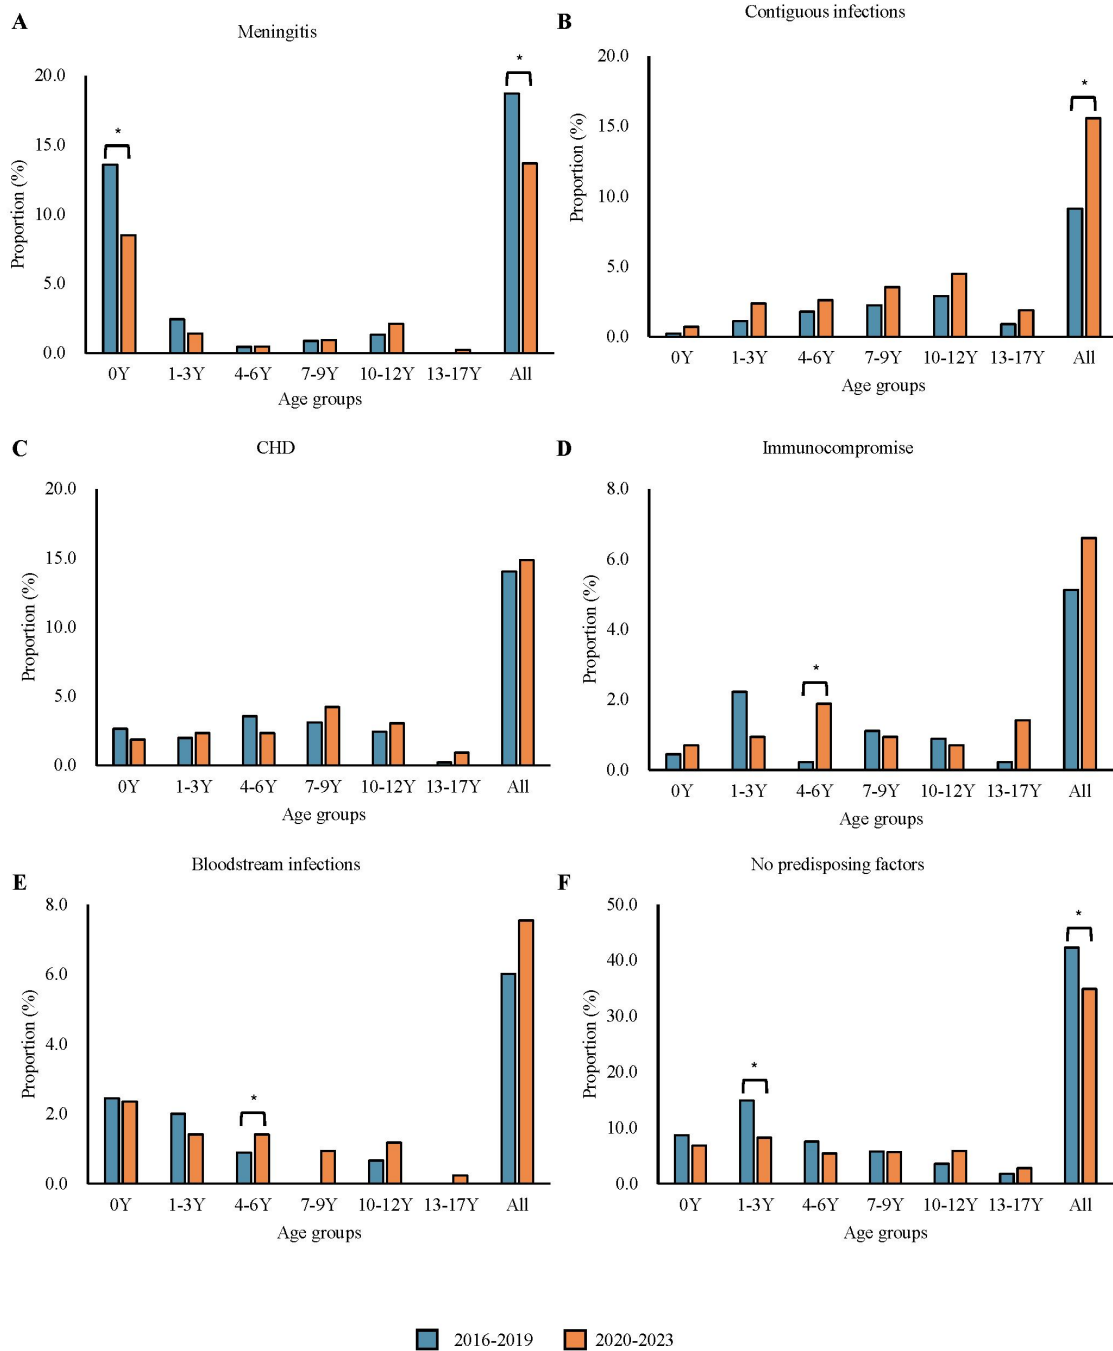 A
Meningitis
*
*
20.0
15.0
10.0
5.0
0.0
Proportion (%)
0Y 1-3Y 4-6Y 7-9Y 10-12Y 13-17Y All
Age groups
B
Contiguous infections
*
20.0
15.0
10.0
5.0
0.0
Proportion (%)
0Y 1-3Y 4-6Y 7-9Y 10-12Y 13-17Y All
Age groups
C
CHD
20.0
15.0
10.0
5.0
0.0
Proportion (%)
0Y 1-3Y 4-6Y 7-9Y 10-12Y 13-17Y All
Age groups
D
Immunocompromise
*
8.0
6.0
4.0
2.0
0.0
Proportion (%)
0Y 1-3Y 4-6Y 7-9Y 10-12Y 13-17Y All
Age groups
E
Bloodstream infections
*
8.0
6.0
4.0
2.0
0.0
Proportion (%)
0Y 1-3Y 4-6Y 7-9Y 10-12Y 13-17Y All
Age groups
F
No predisposing factors
*
*
50.0
40.0
30.0
20.0
10.0
0.0
Proportion (%)
0Y 1-3Y 4-6Y 7-9Y 10-12Y 13-17Y All
Age groups
2016-2019 2020-2023